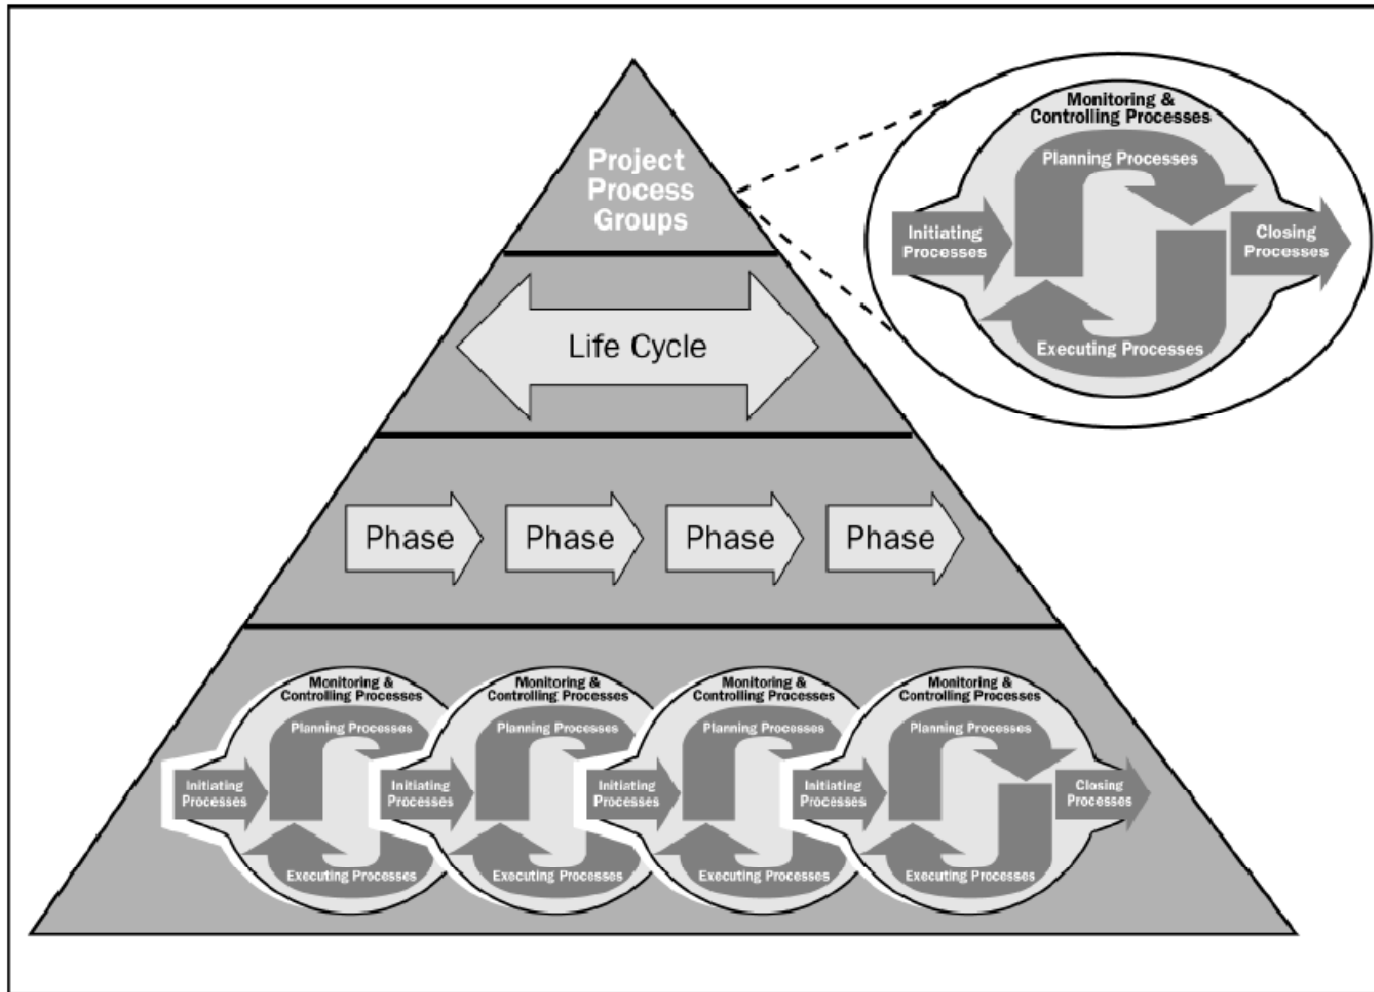 Project
Process
Groups
Monitoring &
Controlling Processes
Planning Processes
Initiating
Processes
Closing
Processes
Executing Processes
Life Cycle
Phase
Phase
Phase
Phase
Monitoring &
Controlling Processes
Planning Processes
Initiating
Processes
Executing Processes
Monitoring &
Controlling Processes
Planning Processes
Initiating
Processes
Executing Processes
Monitoring &
Controlling Processes
Planning Processes
Initiating
Processes
Executing Processes
Monitoring &
Controlling Processes
Planning Processes
Initiating
Processes
Closing
Processes
Executing Processes